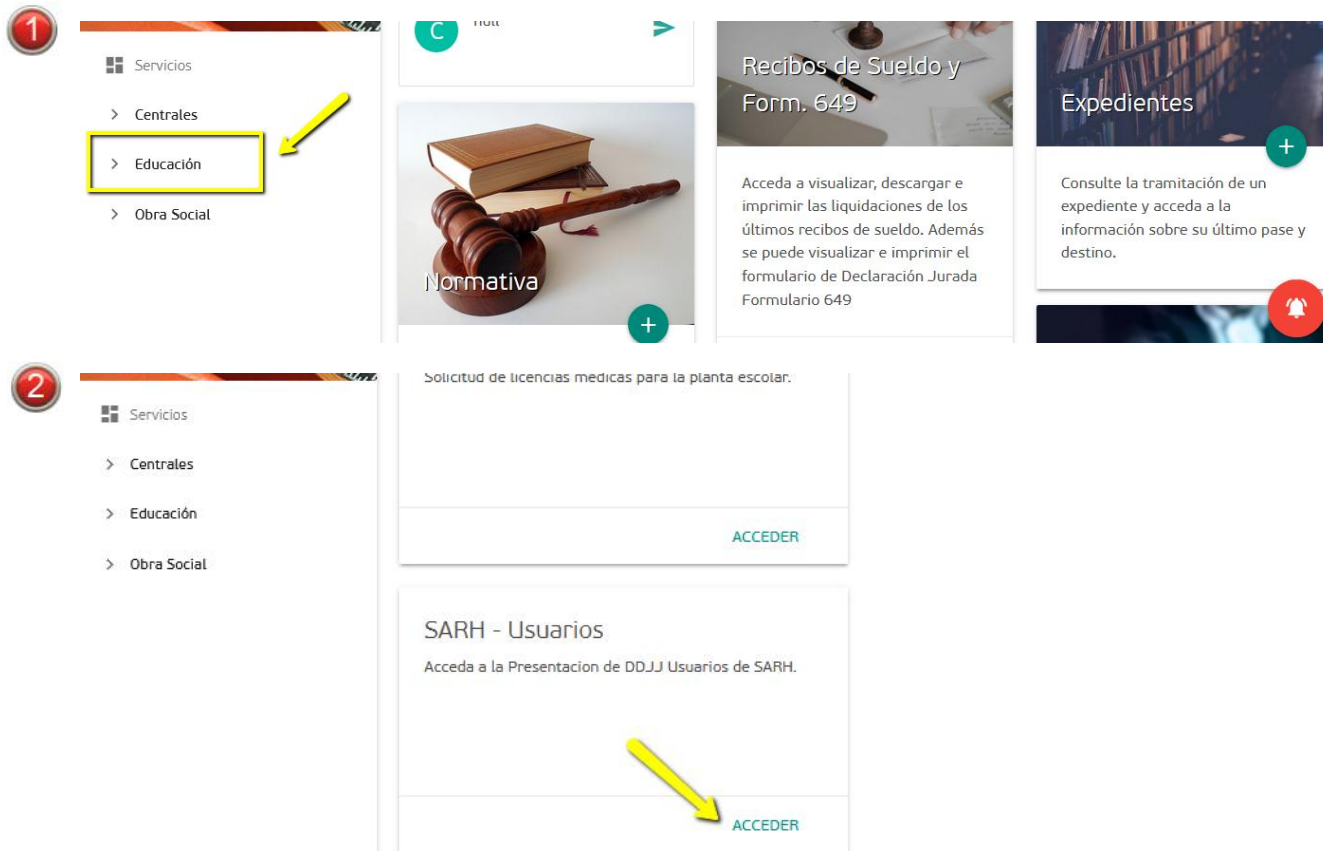 1
Servicios
Centrales
Educación
Obra Social
C
null
Normativa
+
Recibos de Sueldo y
Form. 649
Acceda a visualizar, descargar e
imprimir las liquidaciones de los
últimos recibos de sueldo. Además
se puede visualizar e imprimir el
formulario de Declaración Jurada
Formulario 649
Expedientes
+
Consulte la tramitación de un
expediente y acceda a la
información sobre su último pase y
destino.
2
Servicios
Centrales
Educación
Obra Social
Solicitud de licencias médicas para la planta escolar.
ACCEDER
SARH - Usuarios
Acceda a la Presentacion de DDJJ Usuarios de SARH.
ACCEDER